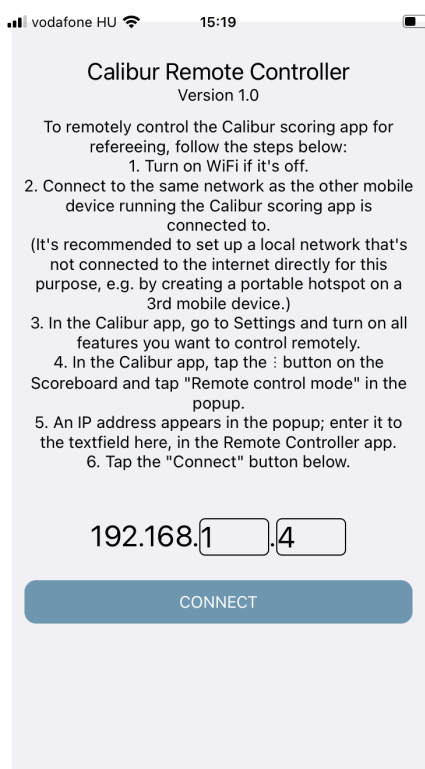 vodafone HU 15:19
Calibur Remote Controller
Version 1.0
To remotely control the Calibur scoring app for
refereeing, follow the steps below:
1. Turn on WiFi if it's off.
2. Connect to the same network as the other mobile
device running the Calibur scoring app is
connected to.
(It's recommended to set up a local network that's
not connected to the internet directly for this
purpose, e.g. by creating a portable hotspot on a
3rd mobile device.)
3. In the Calibur app, go to Settings and turn on all
features you want to control remotely.
4. In the Calibur app, tap the ⋮ button on the
Scoreboard and tap "Remote control mode" in the
popup.
5. An IP address appears in the popup; enter it to
the textfield here, in the Remote Controller app.
6. Tap the "Connect" button below.
192.168.1.4
CONNECT